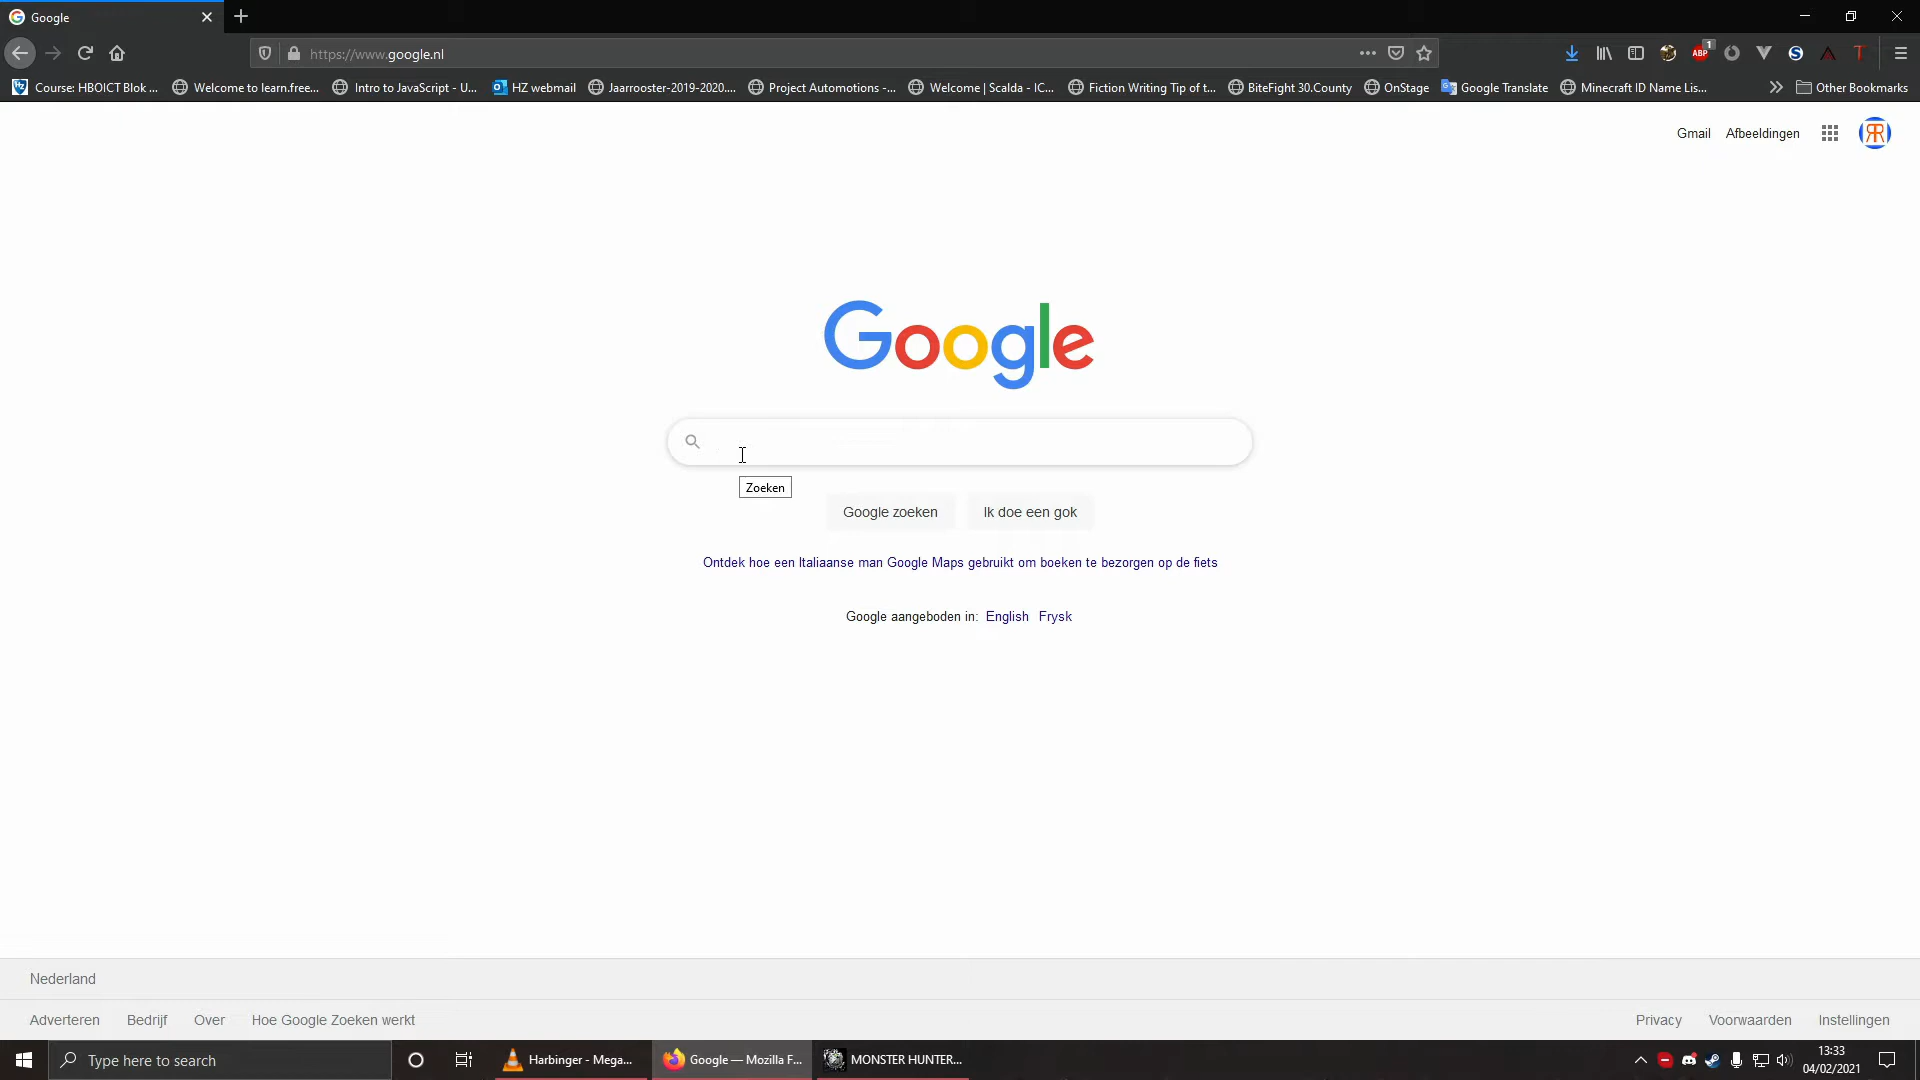 Google
https://www.google.nl
ABP
1
Course: HBOICT Blok ...
Welcome to learn.free...
Intro to JavaScript - U...
HZ webmail
Jaarrooster-2019-2020....
Project Automotions -...
Welcome | Scalda - IC...
Fiction Writing Tip of t...
BiteFight 30.County
OnStage
Google Translate
Minecraft ID Name Lis...
Other Bookmarks
Gmail Afbeeldingen
Google
Zoeken
Google zoeken
Ik doe een gok
Ontdek hoe een Italiaanse man Google Maps gebruikt om boeken te bezorgen op de fiets
Google aangeboden in: English Frysk
Nederland
Adverteren Bedrijf Over Hoe Google Zoeken werkt
Privacy Voorwaarden Instellingen
Type here to search
Harbinger - Mega...
Google — Mozilla F...
MONSTER HUNTER...
13:33
04/02/2021